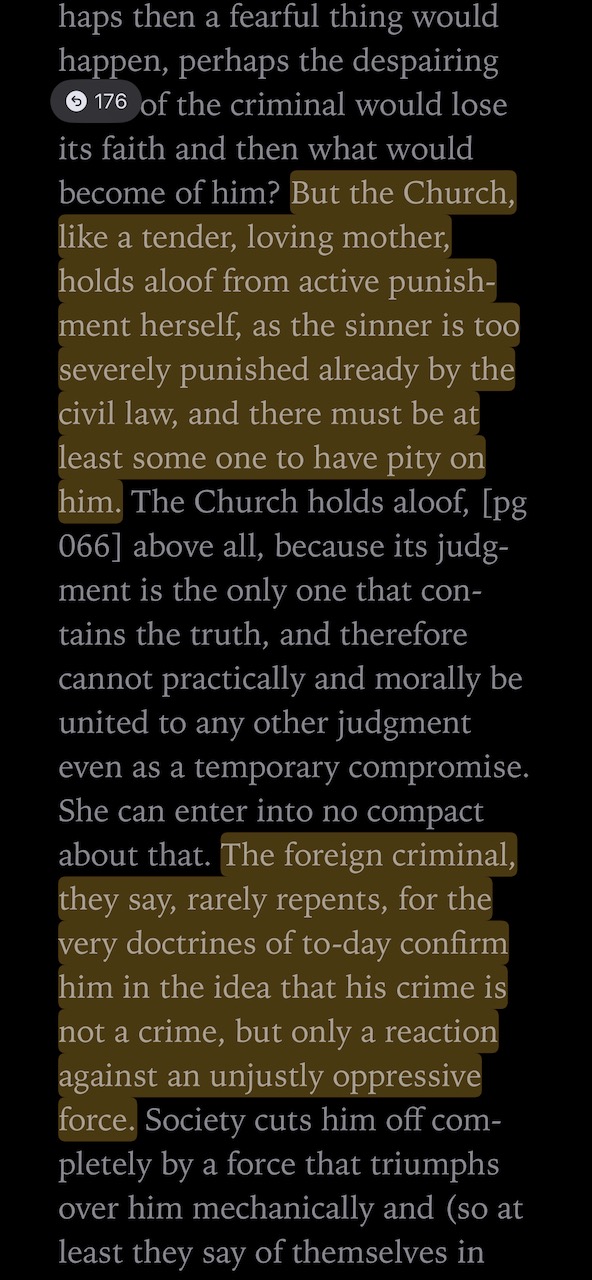 haps then a fearful thing would
happen, perhaps the despairing
176 of the criminal would lose
its faith and then what would
become of him? But the Church,
like a tender, loving mother,
holds aloof from active punish-
ment herself, as the sinner is too
severely punished already by the
civil law, and there must be at
least some one to have pity on
him. The Church holds aloof, [pg
066] above all, because its judg-
ment is the only one that con-
tains the truth, and therefore
cannot practically and morally be
united to any other judgment
even as a temporary compromise.
She can enter into no compact
about that. The foreign criminal,
they say, rarely repents, for the
very doctrines of to-day confirm
him in the idea that his crime is
not a crime, but only a reaction
against an unjustly oppressive
force. Society cuts him off com-
pletely by a force that triumphs
over him mechanically and (so at
least they say of themselves in